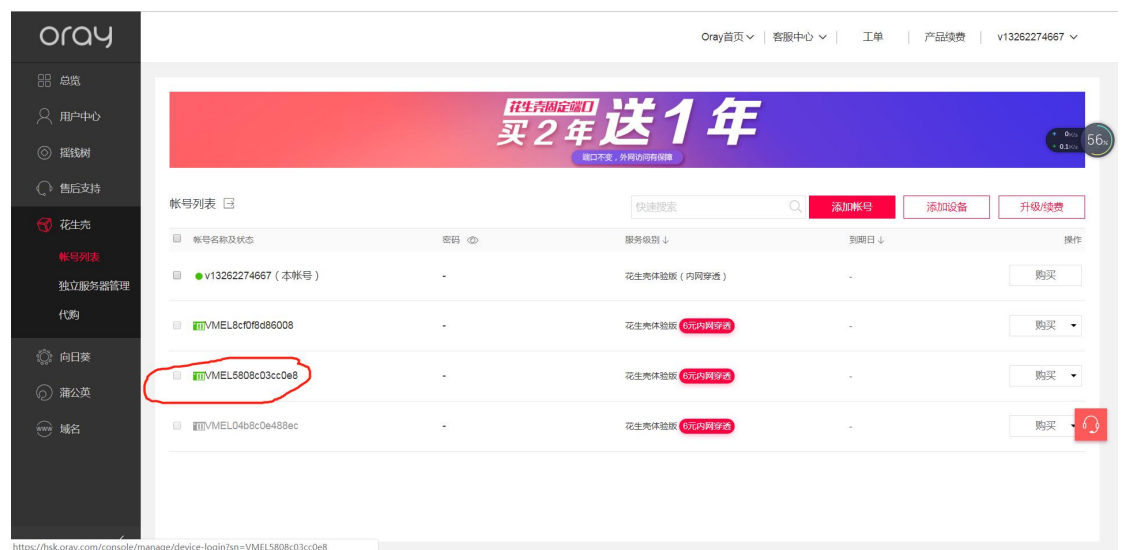 oray
Oray首页 客服中心 工单 产品续费 v13262274667
总览
用户中心
摇钱树
售后支持
花生壳
帐号列表
独立服务器管理
代购
向日葵
蒲公英
www 域名
花生壳固定端口
买2年送1年
端口不变，外网访问有保障
+ 0K/s
+ 0.1K/s
56%
帐号列表 快速搜索 添加帐号 添加设备 升级/续费
帐号名称及状态 密码 服务级别↓ 到期日↓ 操作
v13262274667（本帐号） - 花生壳体验版（内网穿透） - 购买
VMEL8cf0f8d86008 - 花生壳体验版 6元内网穿透 - 购买
VMEL5808c03cc0e8 - 花生壳体验版 6元内网穿透 - 购买
VMEL04b8c0e488ec - 花生壳体验版 6元内网穿透 - 购买
https://hsk.oray.com/console/manage/device-login?sn=VMEL5808c03cc0e8